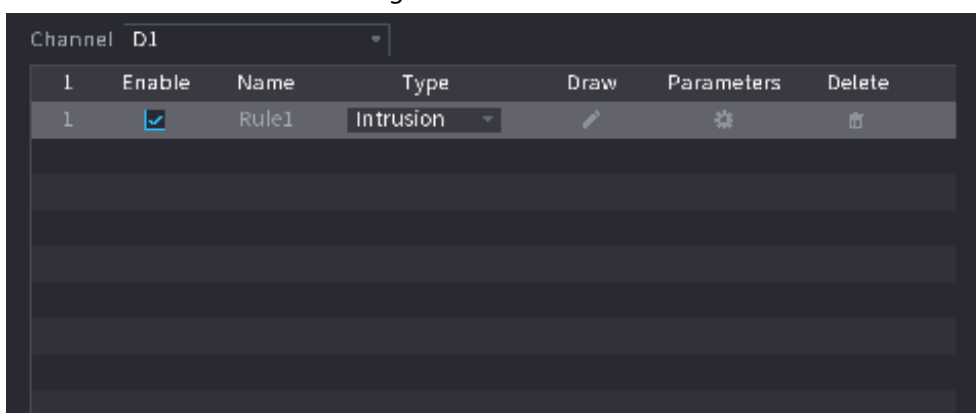 Channel D1
1 Enable Name Type Draw Parameters Delete
1 Rule1 Intrusion